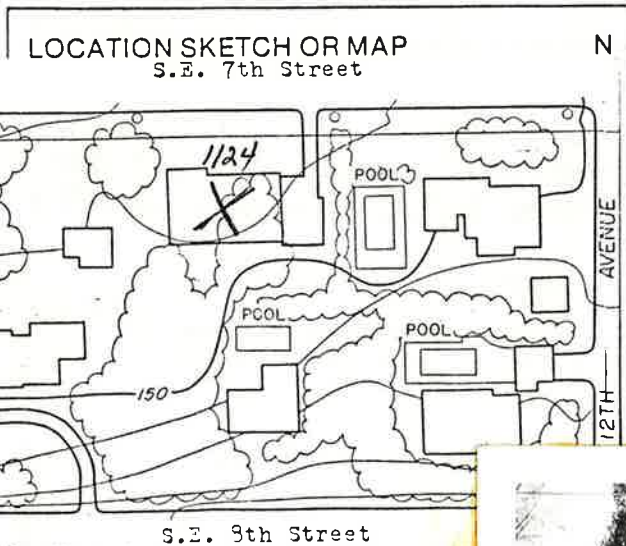 LOCATION SKETCH OR MAP N
S.E. 7th Street
1124
POOL
POOL
POOL
150
12TH AVENUE
S.E. 8th Street